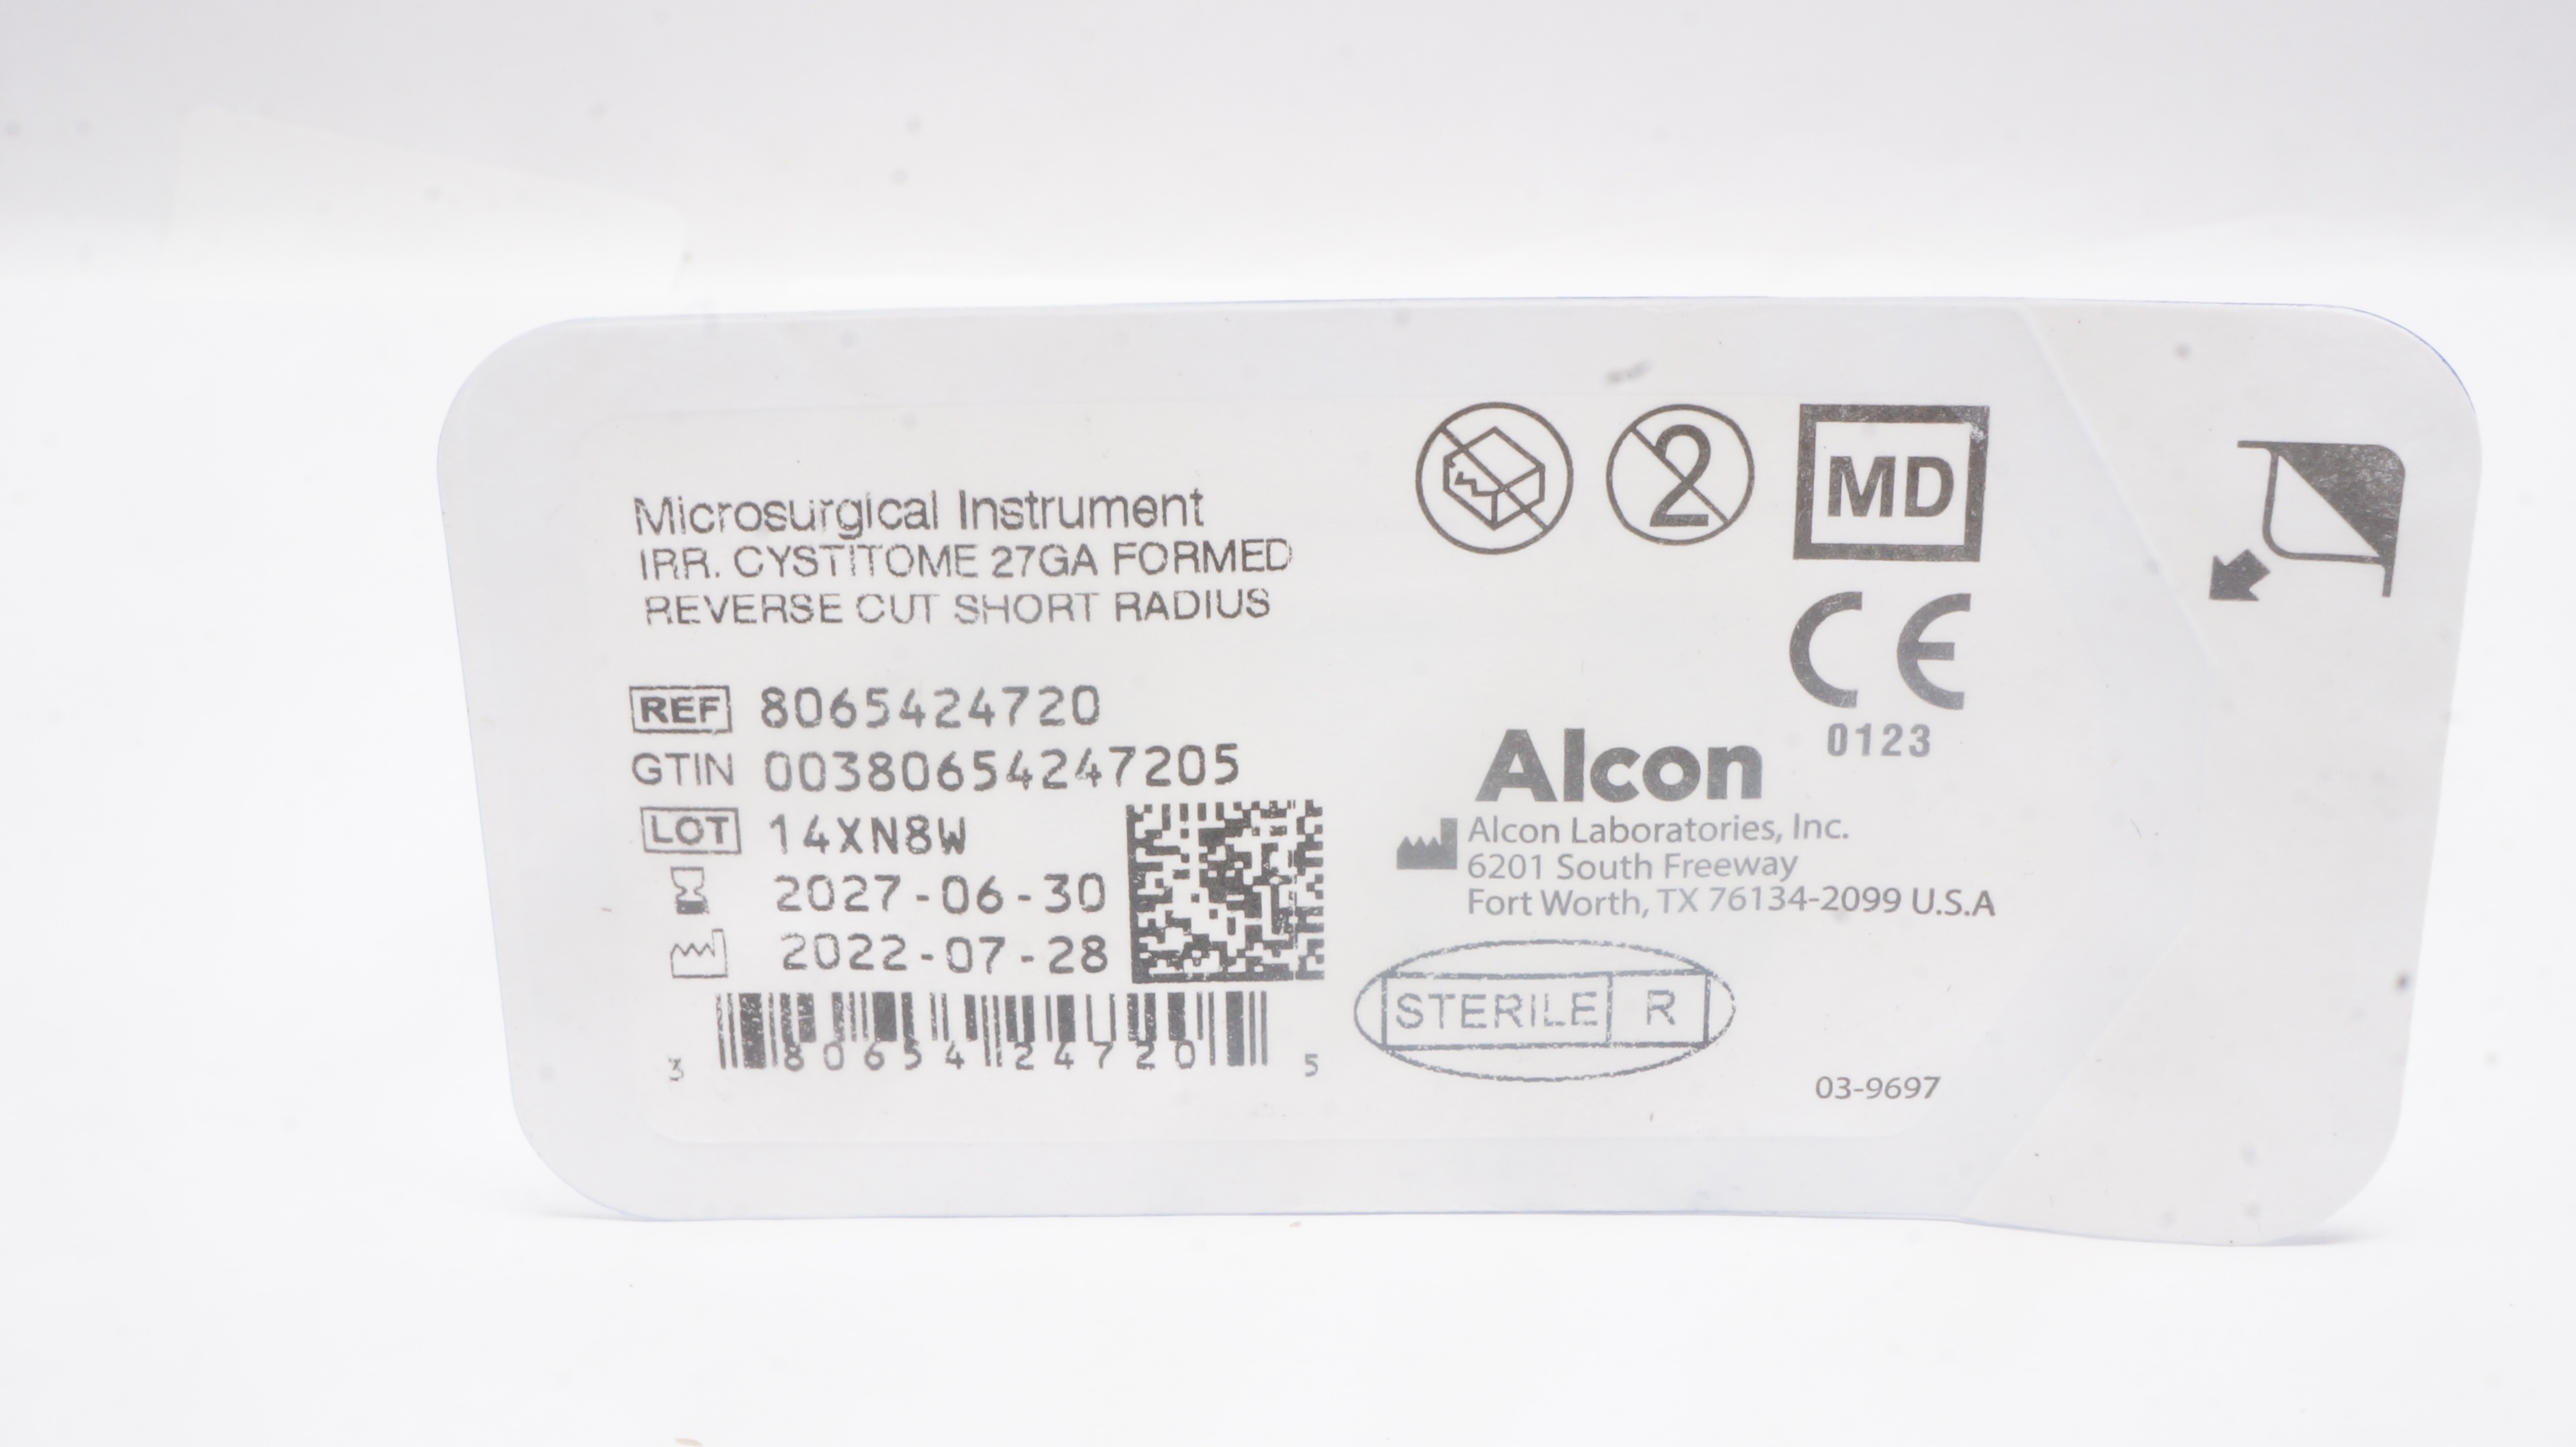 Microsurgical Instrument
IRR. CYSTITOME 27GA FORMED
REVERSE CUT SHORT RADIUS
REF 8065424720
GTIN 00380654247205
LOT 14XN8W
2027-06-30
2022-07-28
3 80654 24720 5
2
MD
CE
0123
Alcon
Alcon Laboratories, Inc.
6201 South Freeway
Fort Worth, TX 76134-2099 U.S.A
STERILE R
03-9697